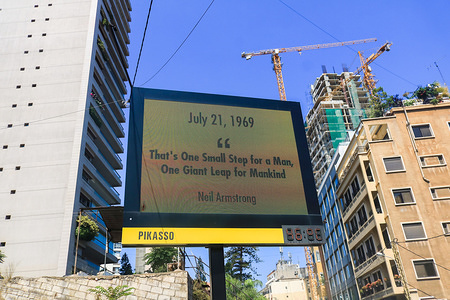 July 21, 1969
“
That's One Small Step for a Man,
One Giant Leap for Mankind
Neil Armstrong
PIKASSO